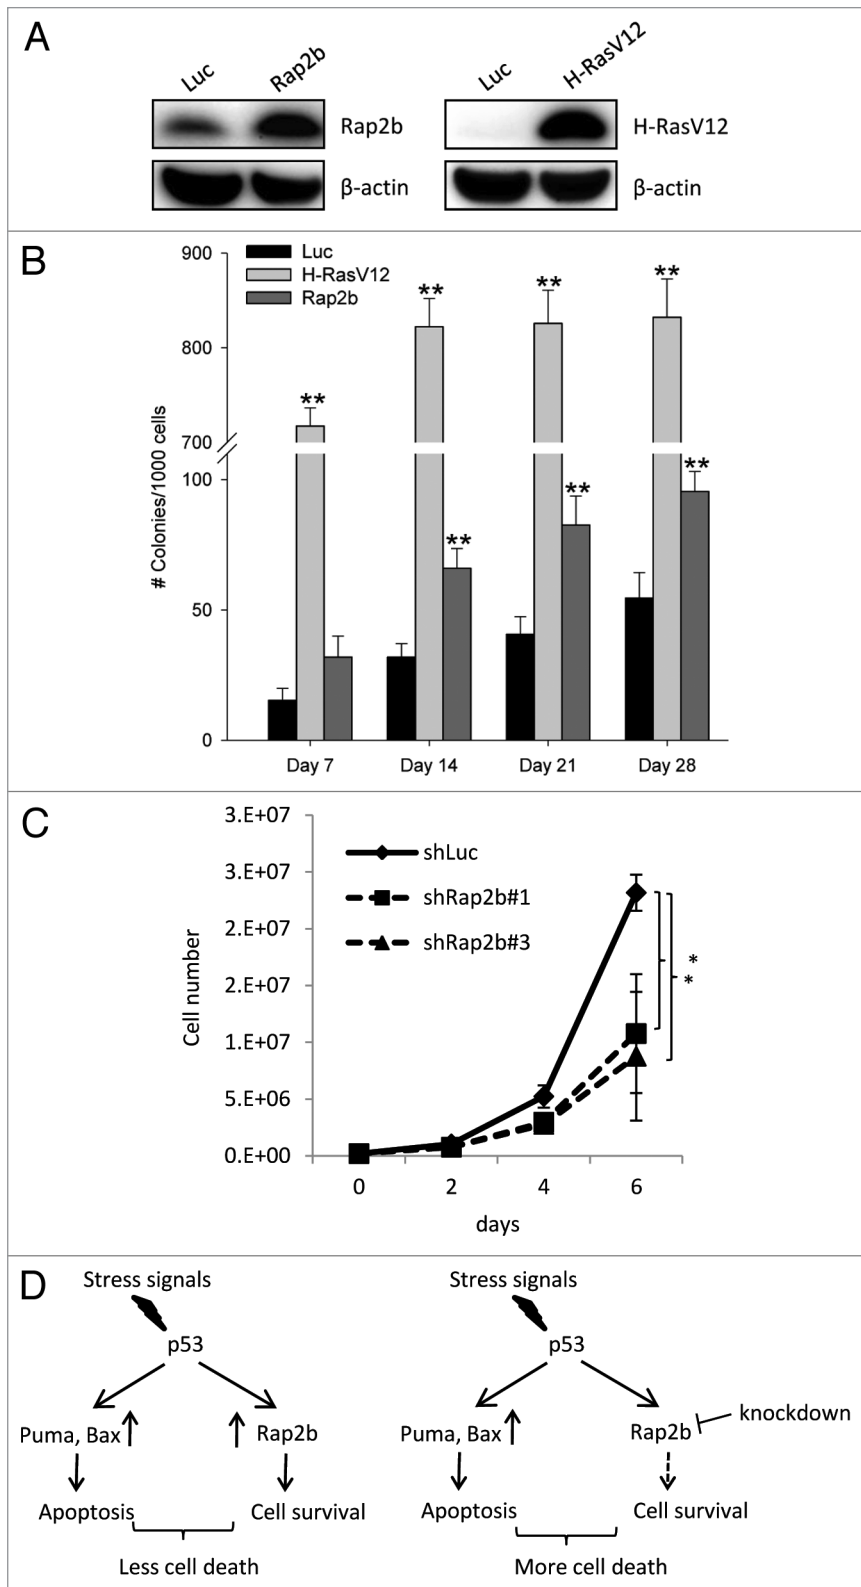 A
Luc
Rap2b
Luc
H-RasV12
Rap2b
H-RasV12
β-actin
β-actin
B
Luc
H-RasV12
Rap2b
900
800
700
100
50
0
# Colonies/1000 cells
**
**
**
**
**
**
**
Day 7
Day 14
Day 21
Day 28
C
3.E+07
3.E+07
2.E+07
2.E+07
1.E+07
5.E+06
0.E+00
Cell number
shLuc
shRap2b#1
shRap2b#3
*
*
0
2
4
6
days
D
Stress signals
p53
Puma, Bax
Rap2b
Apoptosis
Cell survival
Less cell death
Stress signals
p53
Puma, Bax
Rap2b
knockdown
Apoptosis
Cell survival
More cell death